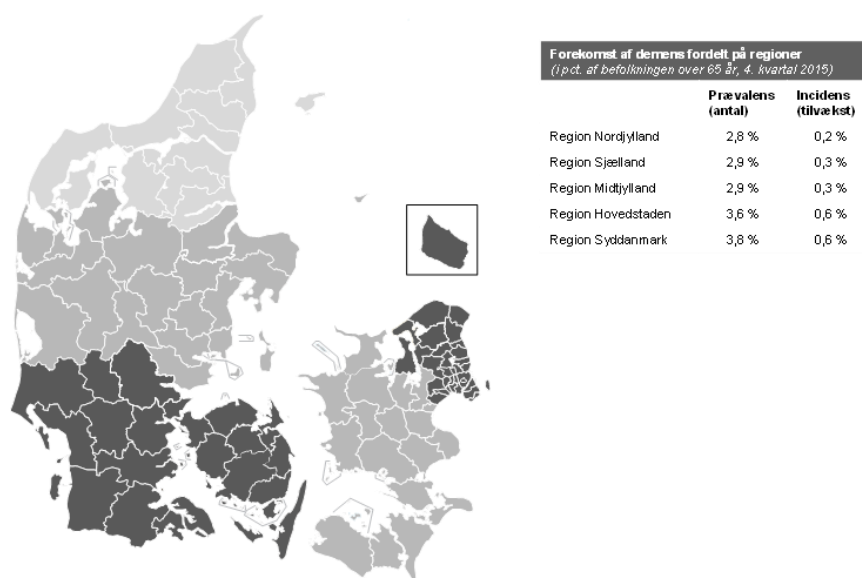 Forekomst af demens fordelt på regioner
(i pct. af befolkningen over 65 år, 4. kvartal 2015)
Prævalens Incidens
(antal) (tilvækst)
Region Nordjylland 2,8 % 0,2 %
Region Sjælland 2,9 % 0,3 %
Region Midtjylland 2,9 % 0,3 %
Region Hovedstaden 3,6 % 0,6 %
Region Syddanmark 3,8 % 0,6 %